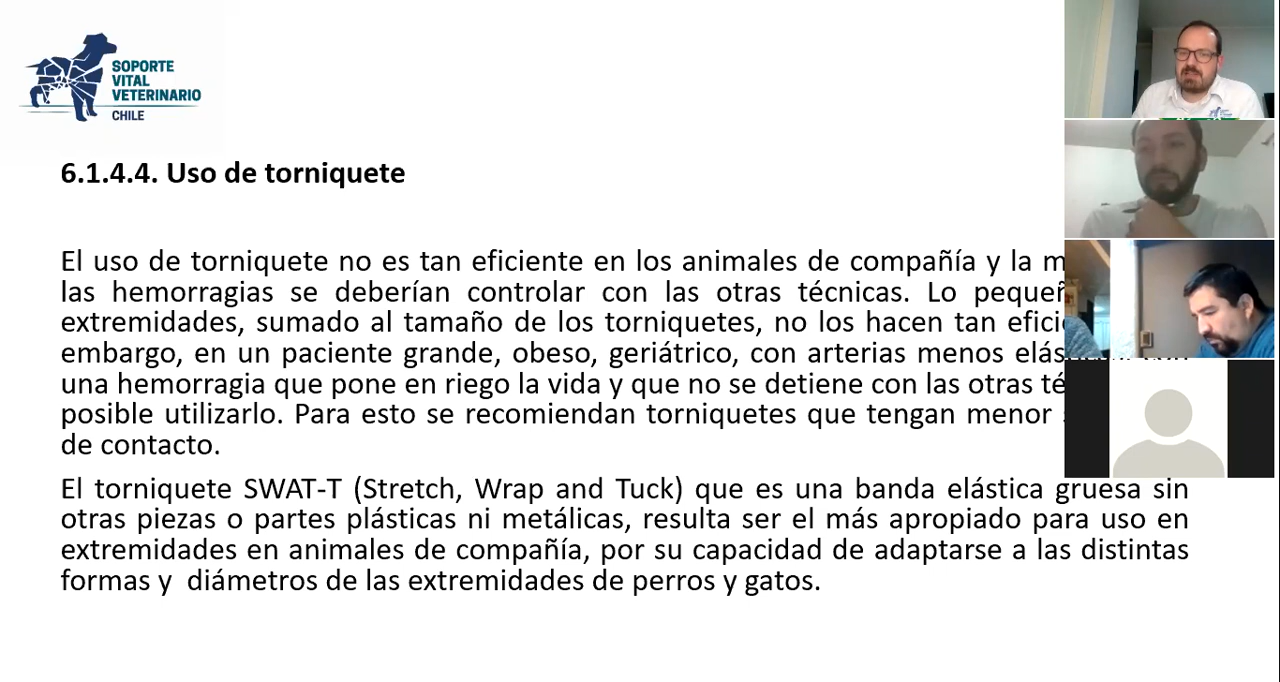 SOPORTE
VITAL
VETERINARIO
CHILE
6.1.4.4. Uso de torniquete
El uso de torniquete no es tan eficiente en los animales de compañía y la
las hemorragias se deberían controlar con las otras técnicas. Lo
extremidades, sumado al tamaño de los torniquetes, no los hacen tan
embargo, en un paciente grande, obeso, geriátrico, con arterias menos
una hemorragia que pone en riego la vida y que no se detiene con las otras
posible utilizarlo. Para esto se recomiendan torniquetes que tengan menor
de contacto.
El torniquete SWAT-T (Stretch, Wrap and Tuck) que es una banda elástica gruesa sin
otras piezas o partes plásticas ni metálicas, resulta ser el más apropiado para uso en
extremidades en animales de compañía, por su capacidad de adaptarse a las distintas
formas y diámetros de las extremidades de perros y gatos.